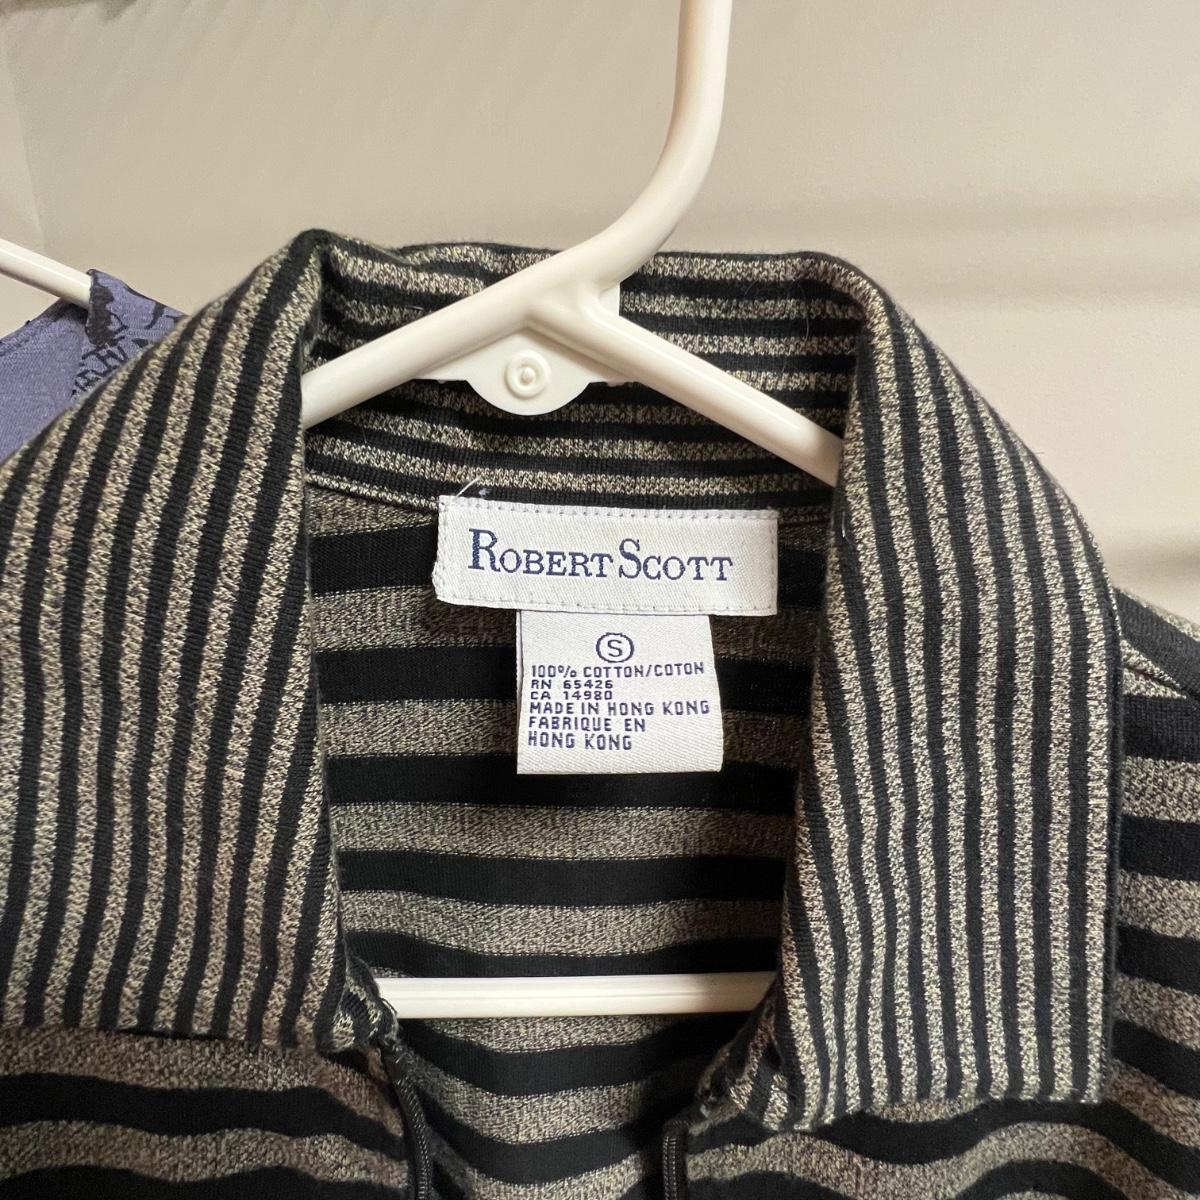 ROBERT SCOTT
S
100% COTTON/COTON
RN 65426
CA 14980
MADE IN HONG KONG
FABRIQUE EN
HONG KONG